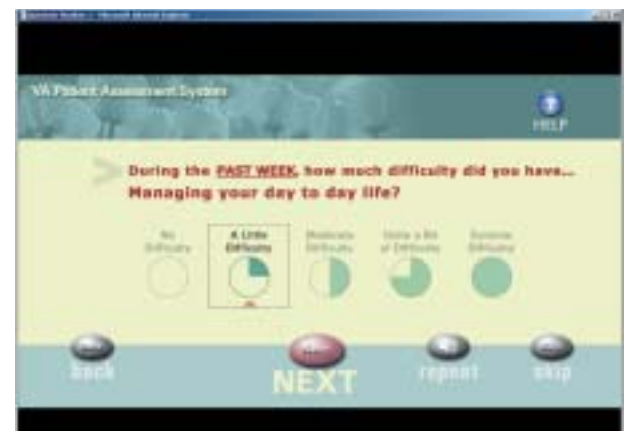 VA Patient Assessment System
HELP
During the PAST WEEK, how much difficulty did you have...
Managing your day to day life?
No Difficulty
A Little Difficulty
Moderate Difficulty
Quite a Bit of Difficulty
Extreme Difficulty
back
NEXT
repeat
skip